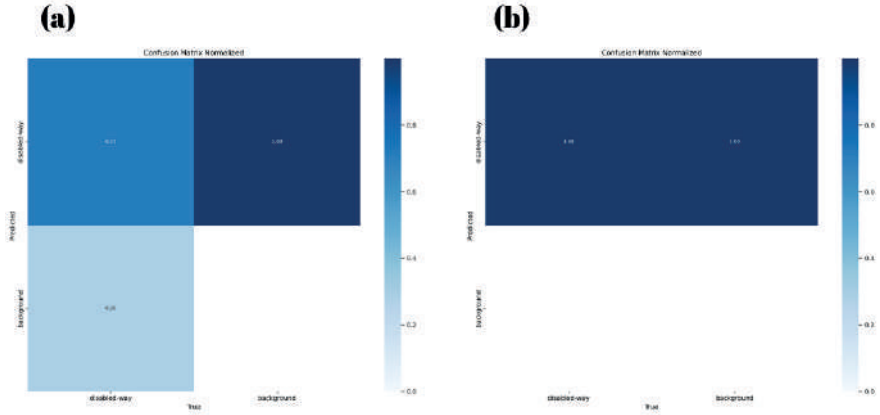 (a)
(b)
Confusion Matrix Normalized
Confusion Matrix Normalized
disabled-way
background
Predicted
disabled-way
background
True
0.8
0.6
0.4
0.2
0.0
disabled-way
background
Predicted
disabled-way
background
True
0.8
0.6
0.4
0.2
0.0